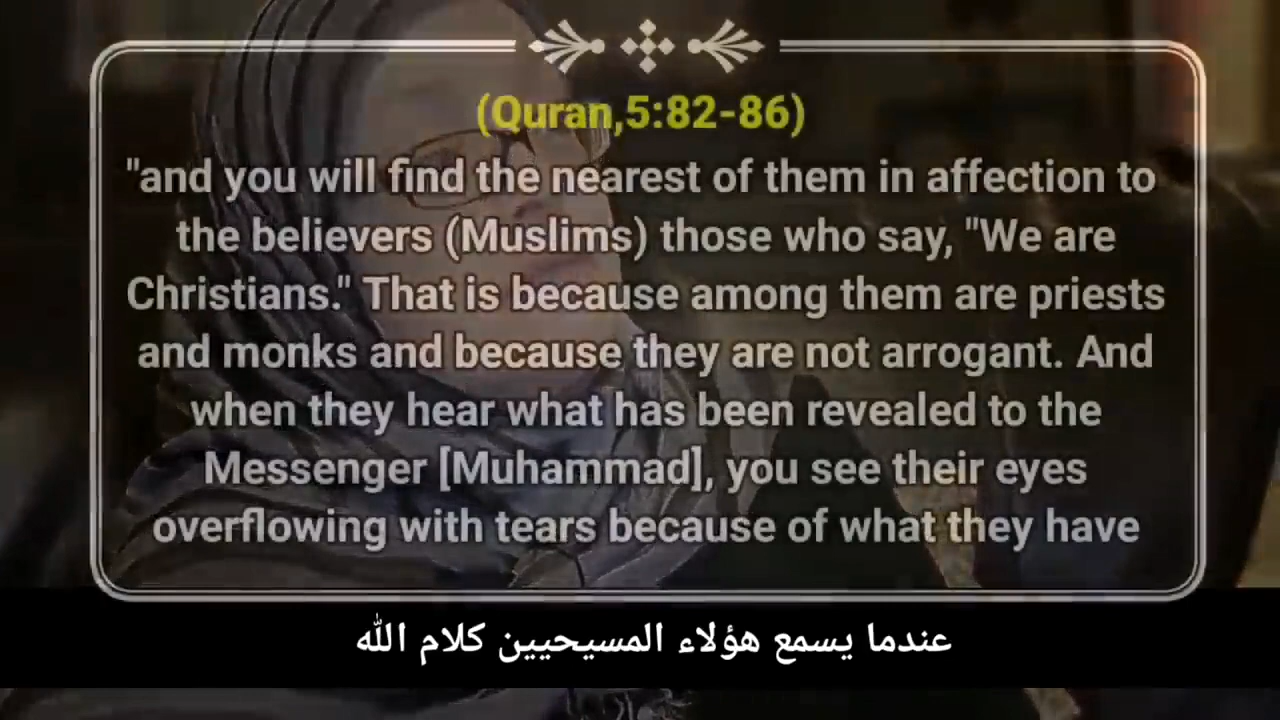 (Quran,5:82-86)
"and you will find the nearest of them in affection to
the believers (Muslims) those who say, "We are
Christians." That is because among them are priests
and monks and because they are not arrogant. And
when they hear what has been revealed to the
Messenger [Muhammad], you see their eyes
overflowing with tears because of what they have
عندما يسمع هؤلاء المسيحيين كلام الله